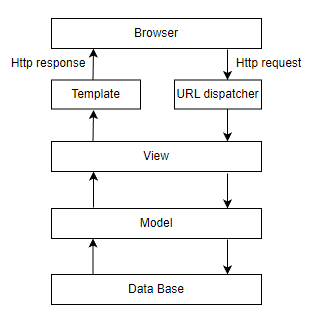 Browser
Http response
Http request
Template
URL dispatcher
View
Model
Data Base